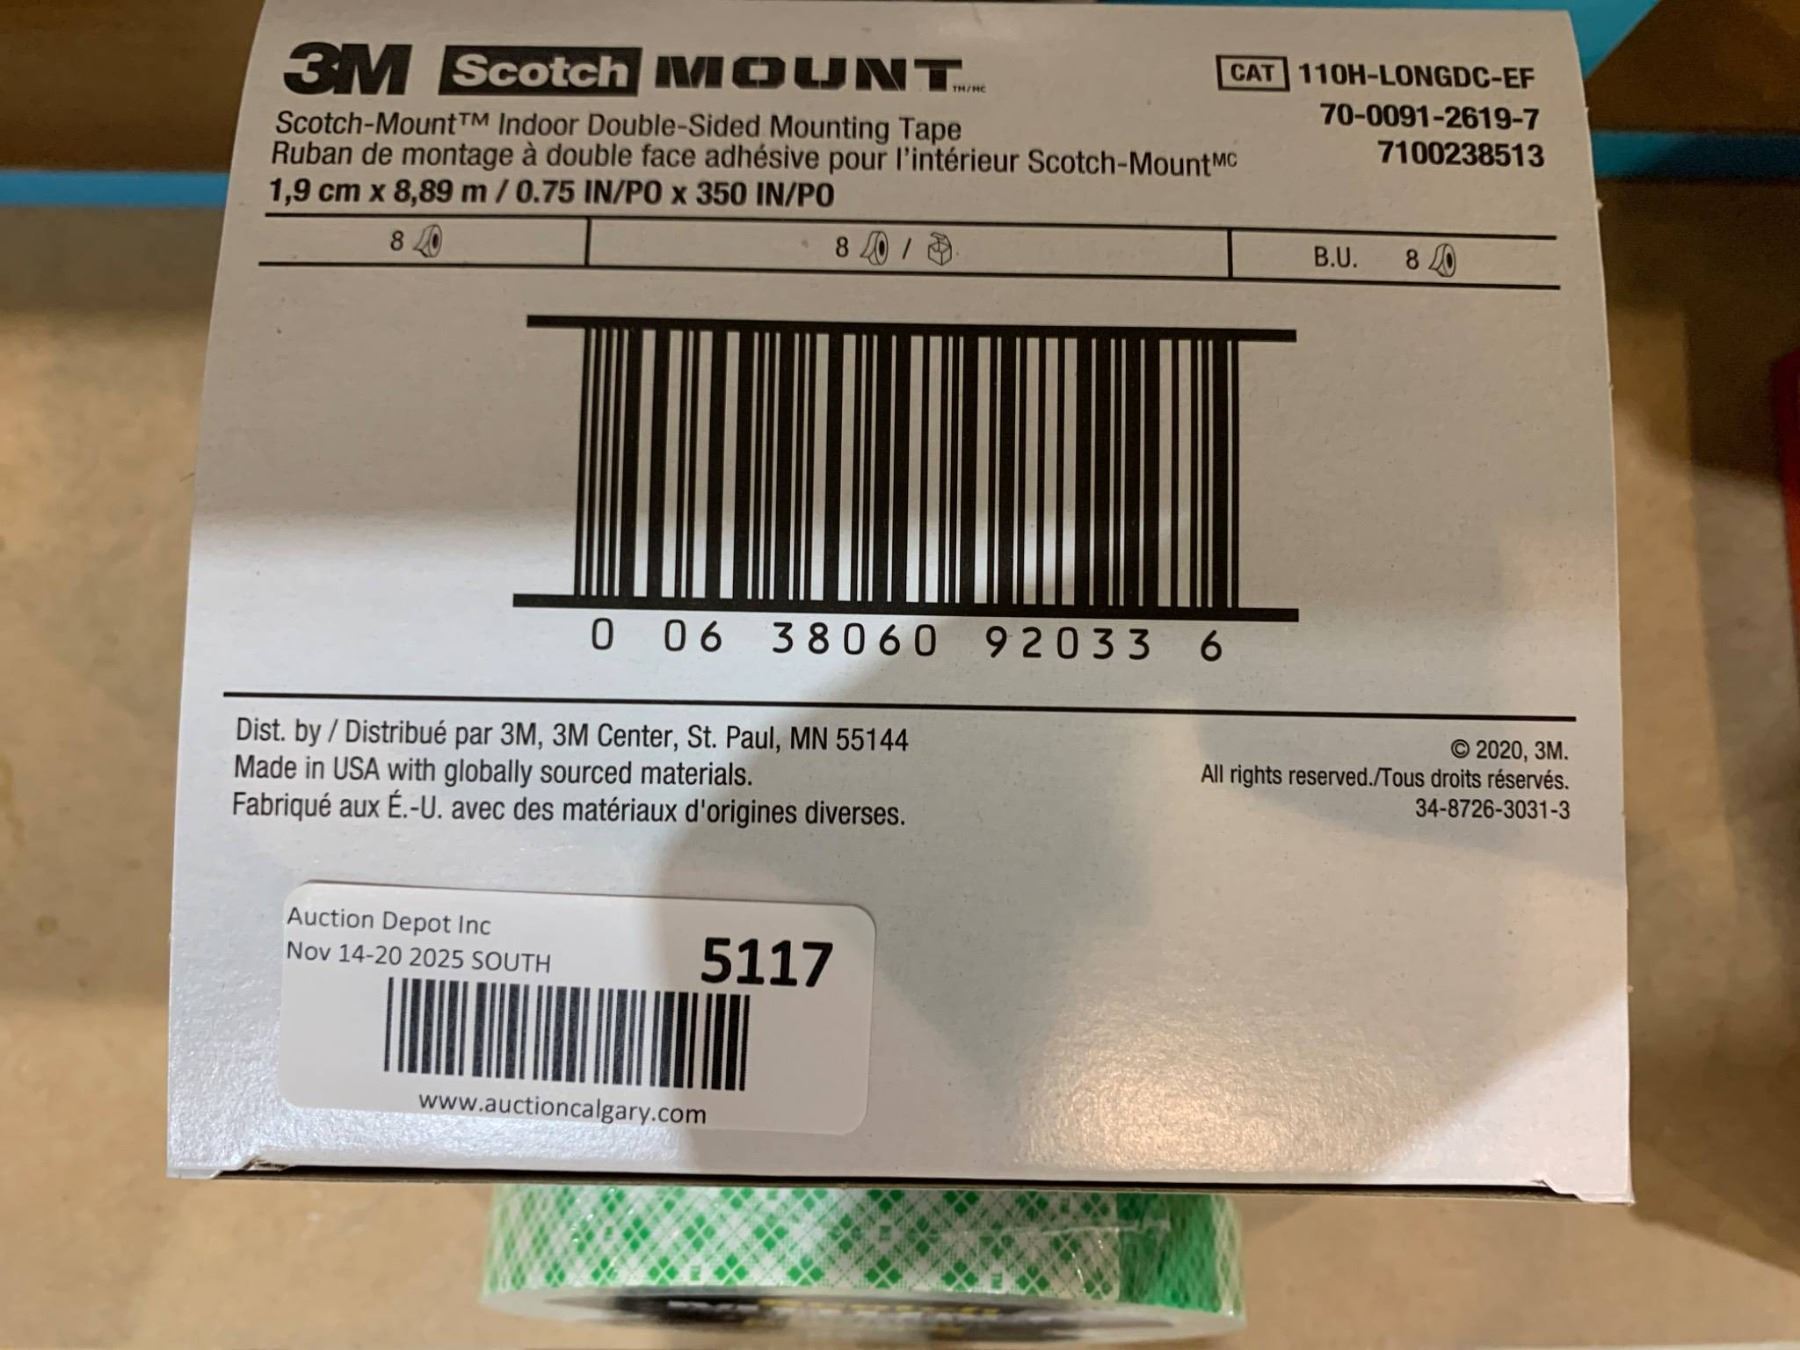 3M Scotch MOUNT TM/MC
CAT 110H-LONGDC-EF
Scotch-Mount™ Indoor Double-Sided Mounting Tape
70-0091-2619-7
Ruban de montage à double face adhésive pour l'intérieur Scotch-Mount MC
7100238513
1,9 cm x 8,89 m / 0.75 IN/PO x 350 IN/PO
8 8 / B.U. 8
0 06 38060 92033 6
Dist. by / Distribué par 3M, 3M Center, St. Paul, MN 55144
Made in USA with globally sourced materials.
Fabriqué aux É.-U. avec des matériaux d'origines diverses.
© 2020, 3M.
All rights reserved./Tous droits réservés.
34-8726-3031-3
Auction Depot Inc
Nov 14-20 2025 SOUTH
5117
www.auctioncalgary.com